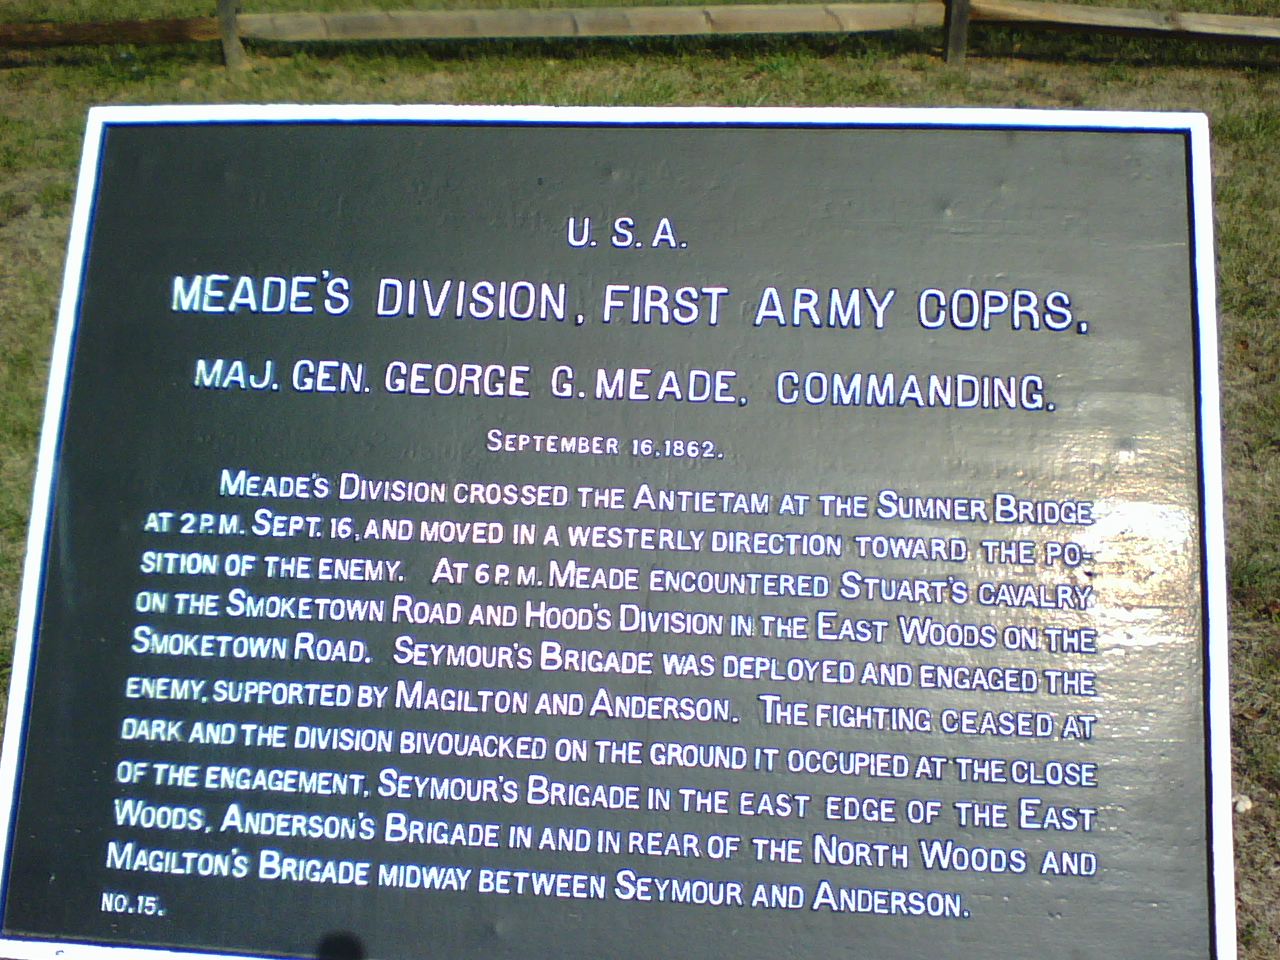 U. S. A.
MEADE'S DIVISION, FIRST ARMY COPRS.
MAJ. GEN. GEORGE G. MEADE, COMMANDING.
SEPTEMBER 16, 1862.
MEADE'S DIVISION CROSSED THE ANTIETAM AT THE SUMNER BRIDGE
AT 2 P.M. SEPT. 16, AND MOVED IN A WESTERLY DIRECTION TOWARD THE PO-
SITION OF THE ENEMY. AT 6 P.M. MEADE ENCOUNTERED STUART'S CAVALRY
ON THE SMOKETOWN ROAD AND HOOD'S DIVISION IN THE EAST WOODS ON THE
SMOKETOWN ROAD. SEYMOUR'S BRIGADE WAS DEPLOYED AND ENGAGED THE
ENEMY, SUPPORTED BY MAGILTON AND ANDERSON. THE FIGHTING CEASED AT
DARK AND THE DIVISION BIVOUACKED ON THE GROUND IT OCCUPIED AT THE CLOSE
OF THE ENGAGEMENT, SEYMOUR'S BRIGADE IN THE EAST EDGE OF THE EAST
WOODS, ANDERSON'S BRIGADE IN AND IN REAR OF THE NORTH WOODS AND
MAGILTON'S BRIGADE MIDWAY BETWEEN SEYMOUR AND ANDERSON.
NO. 15.